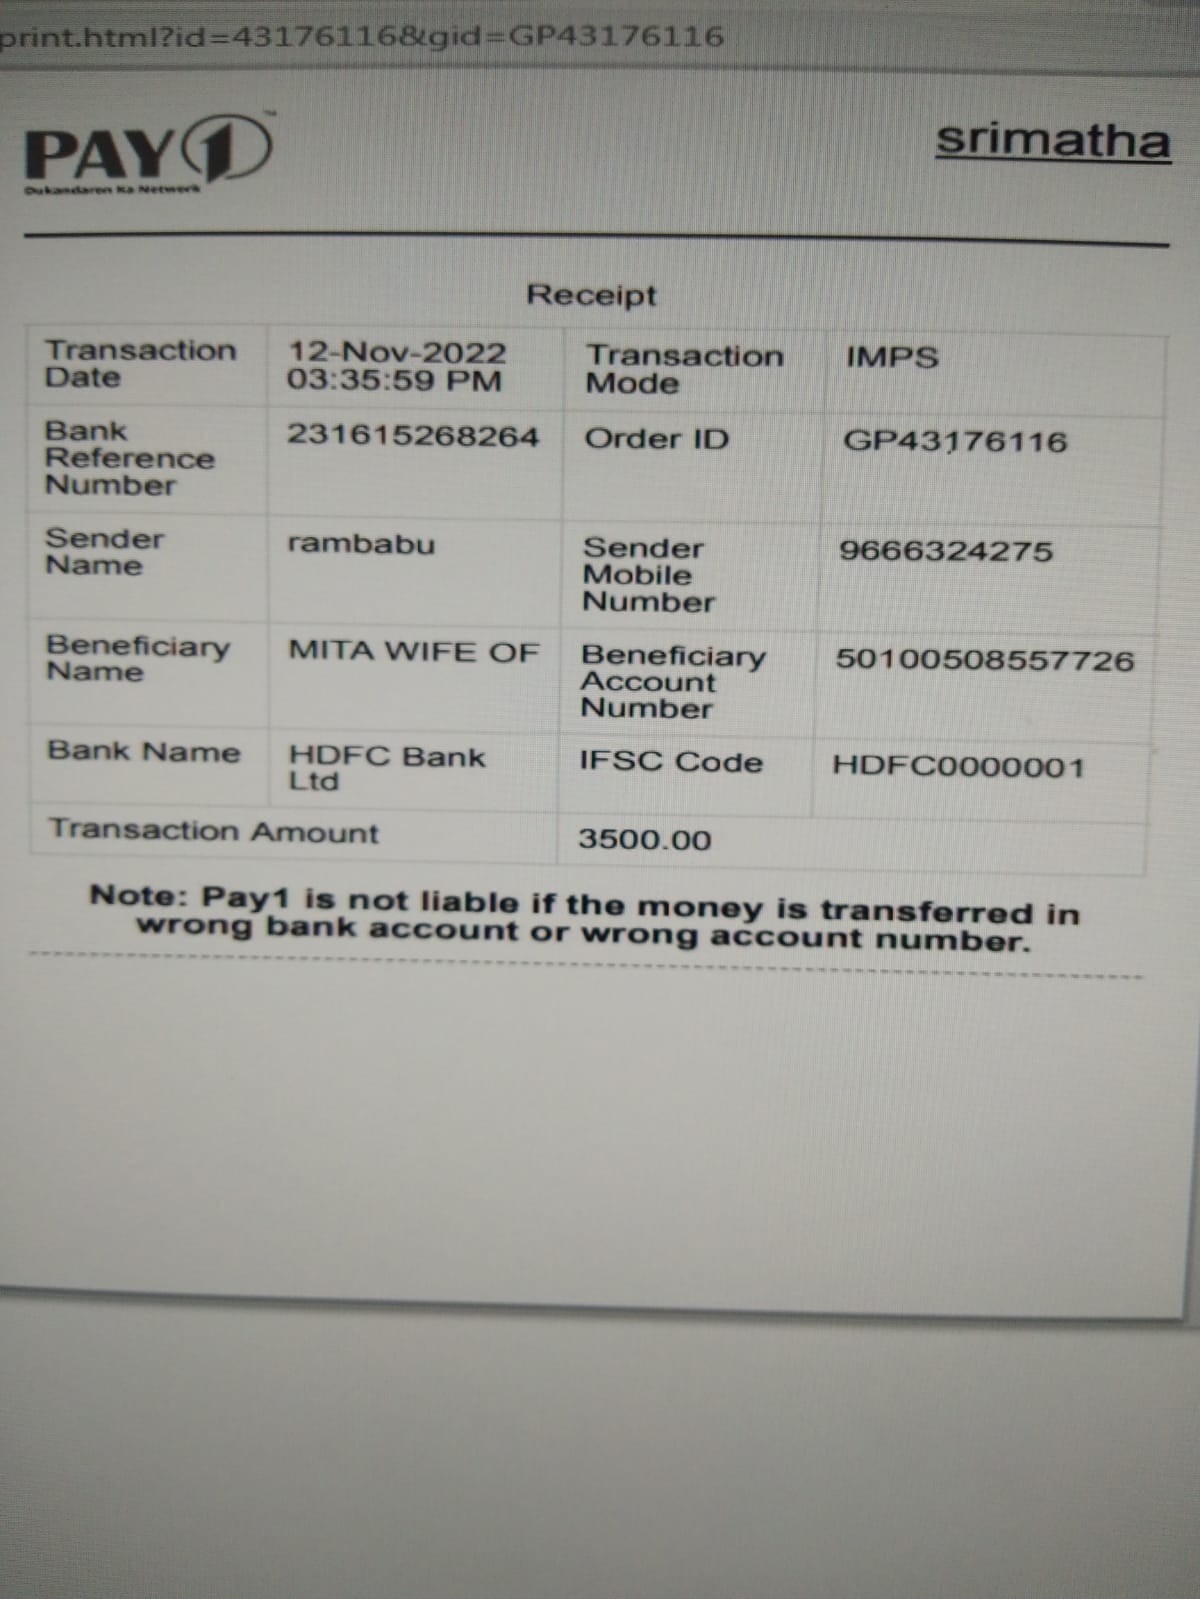 print.html?id=43176116&gid=GP43176116
PAY1 ™
Dukandaron Ka Network
srimatha
Receipt
Transaction Date 12-Nov-2022 03:35:59 PM Transaction Mode IMPS
Bank Reference Number 231615268264 Order ID GP43176116
Sender Name rambabu Sender Mobile Number 9666324275
Beneficiary Name MITA WIFE OF Beneficiary Account Number 50100508557726
Bank Name HDFC Bank Ltd IFSC Code HDFC0000001
Transaction Amount 3500.00
Note: Pay1 is not liable if the money is transferred in
wrong bank account or wrong account number.